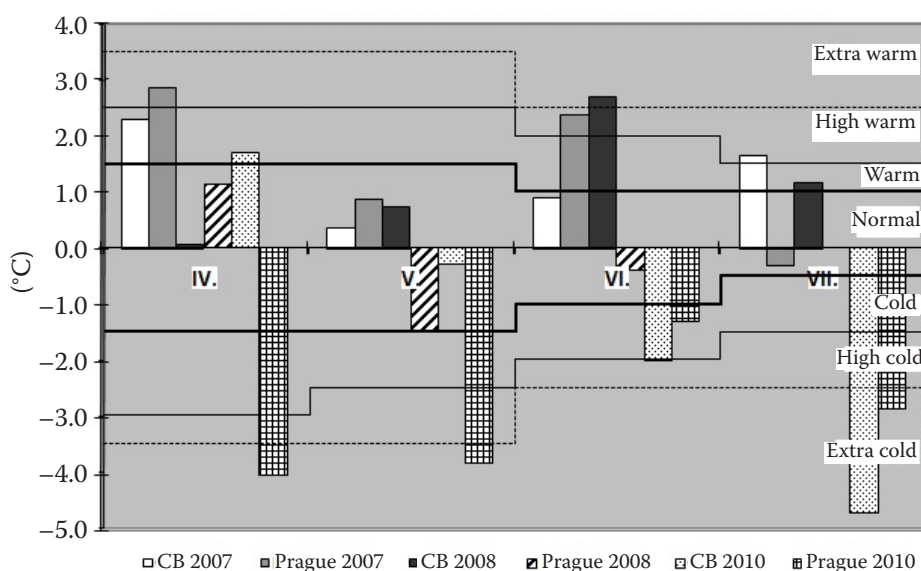 4.0
Extra warm
3.0
High warm
2.0
Warm
1.0
Normal
0.0
IV. V. VI. VII.
(°C)
–1.0
Cold
–2.0
High cold
–3.0
Extra cold
–4.0
–5.0
CB 2007 Prague 2007 CB 2008 Prague 2008 CB 2010 Prague 2010